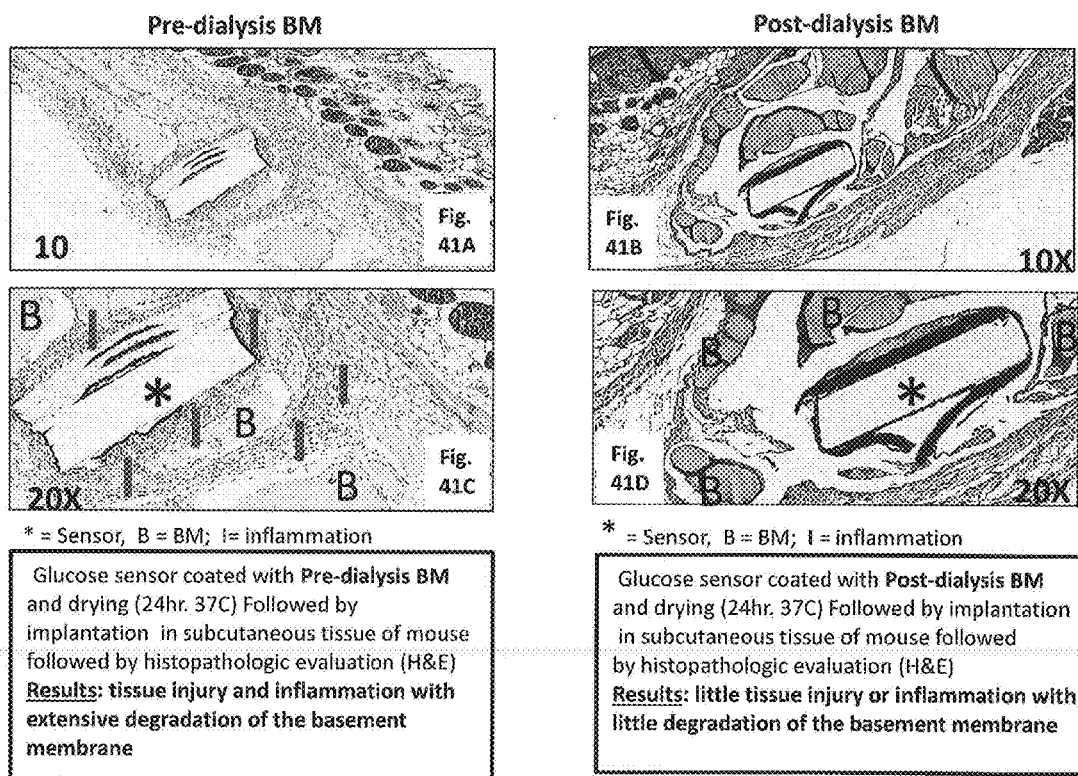 Pre-dialysis BM
Fig.
41A
10
B
I
I
I
*
I
B
I
I
B
Fig.
41C
20X
* = Sensor, B = BM; I= inflammation
Glucose sensor coated with Pre-dialysis BM
and drying (24hr. 37C) Followed by
implantation in subcutaneous tissue of mouse
followed by histopathologic evaluation (H&E)
Results: tissue injury and inflammation with
extensive degradation of the basement
membrane
Post-dialysis BM
Fig.
41B
10X
B
B
B
*
Fig.
41D
B
20X
* = Sensor, B = BM; I = inflammation
Glucose sensor coated with Post-dialysis BM
and drying (24hr. 37C) Followed by implantation
in subcutaneous tissue of mouse followed
by histopathologic evaluation (H&E)
Results: little tissue injury or inflammation with
little degradation of the basement membrane